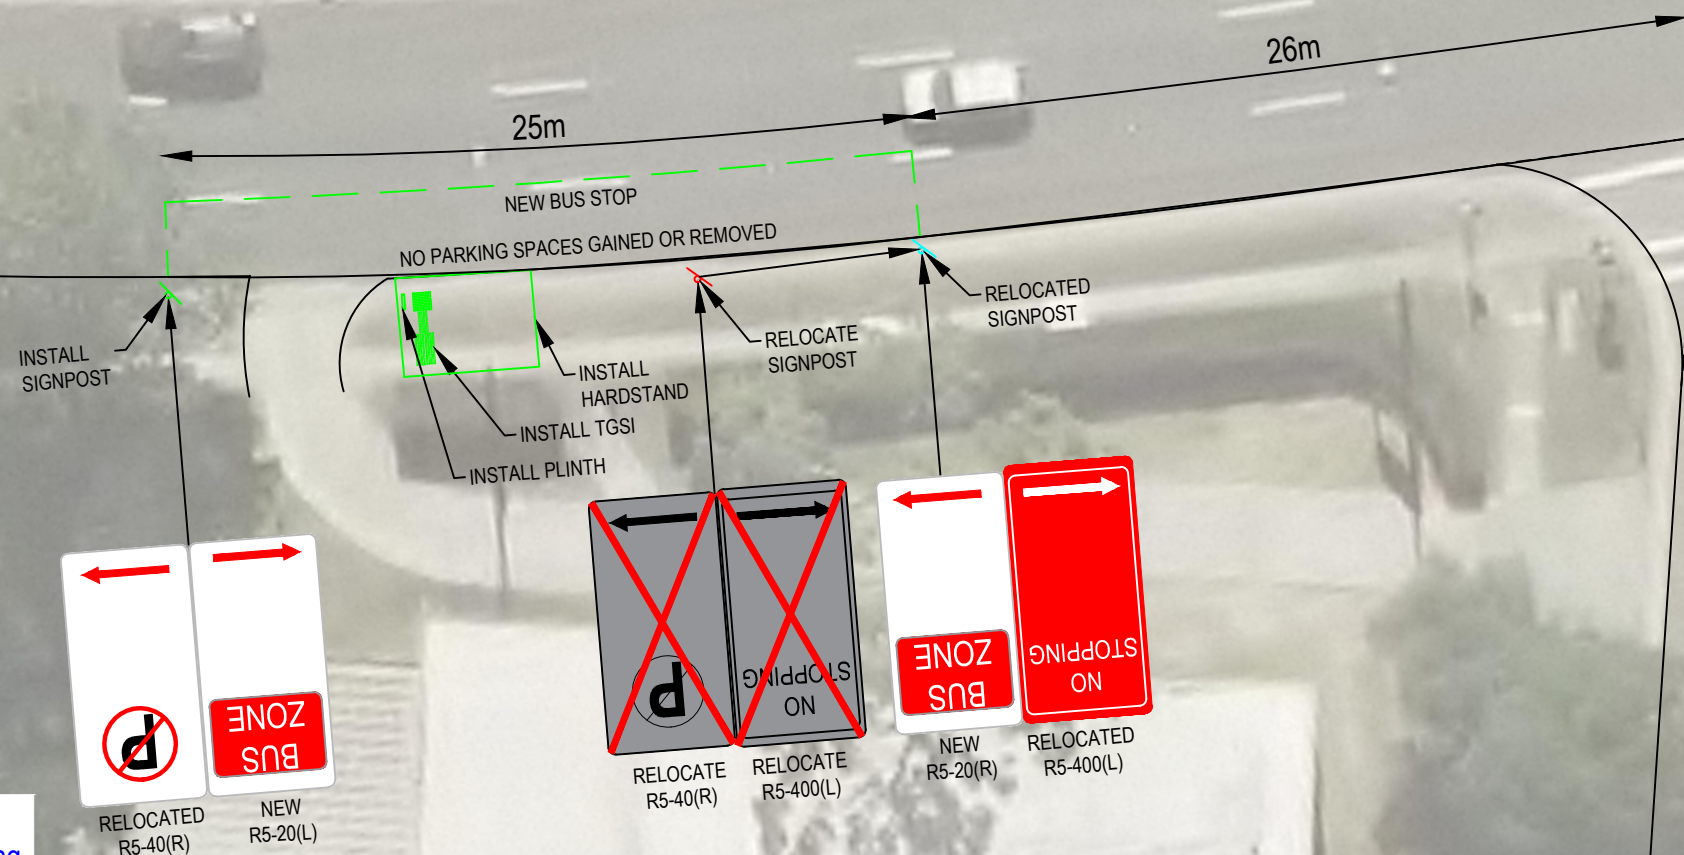 26m
25m
NEW BUS STOP
NO PARKING SPACES GAINED OR REMOVED
INSTALL
SIGNPOST
RELOCATED
SIGNPOST
RELOCATE
SIGNPOST
INSTALL
HARDSTAND
INSTALL TGSI
INSTALL PLINTH
P
BUS
ZONE
P
NO
STOPPING
BUS
ZONE
NO
STOPPING
RELOCATED
R5-40(R)
NEW
R5-20(L)
RELOCATE
R5-40(R)
RELOCATE
R5-400(L)
NEW
R5-20(R)
RELOCATED
R5-400(L)